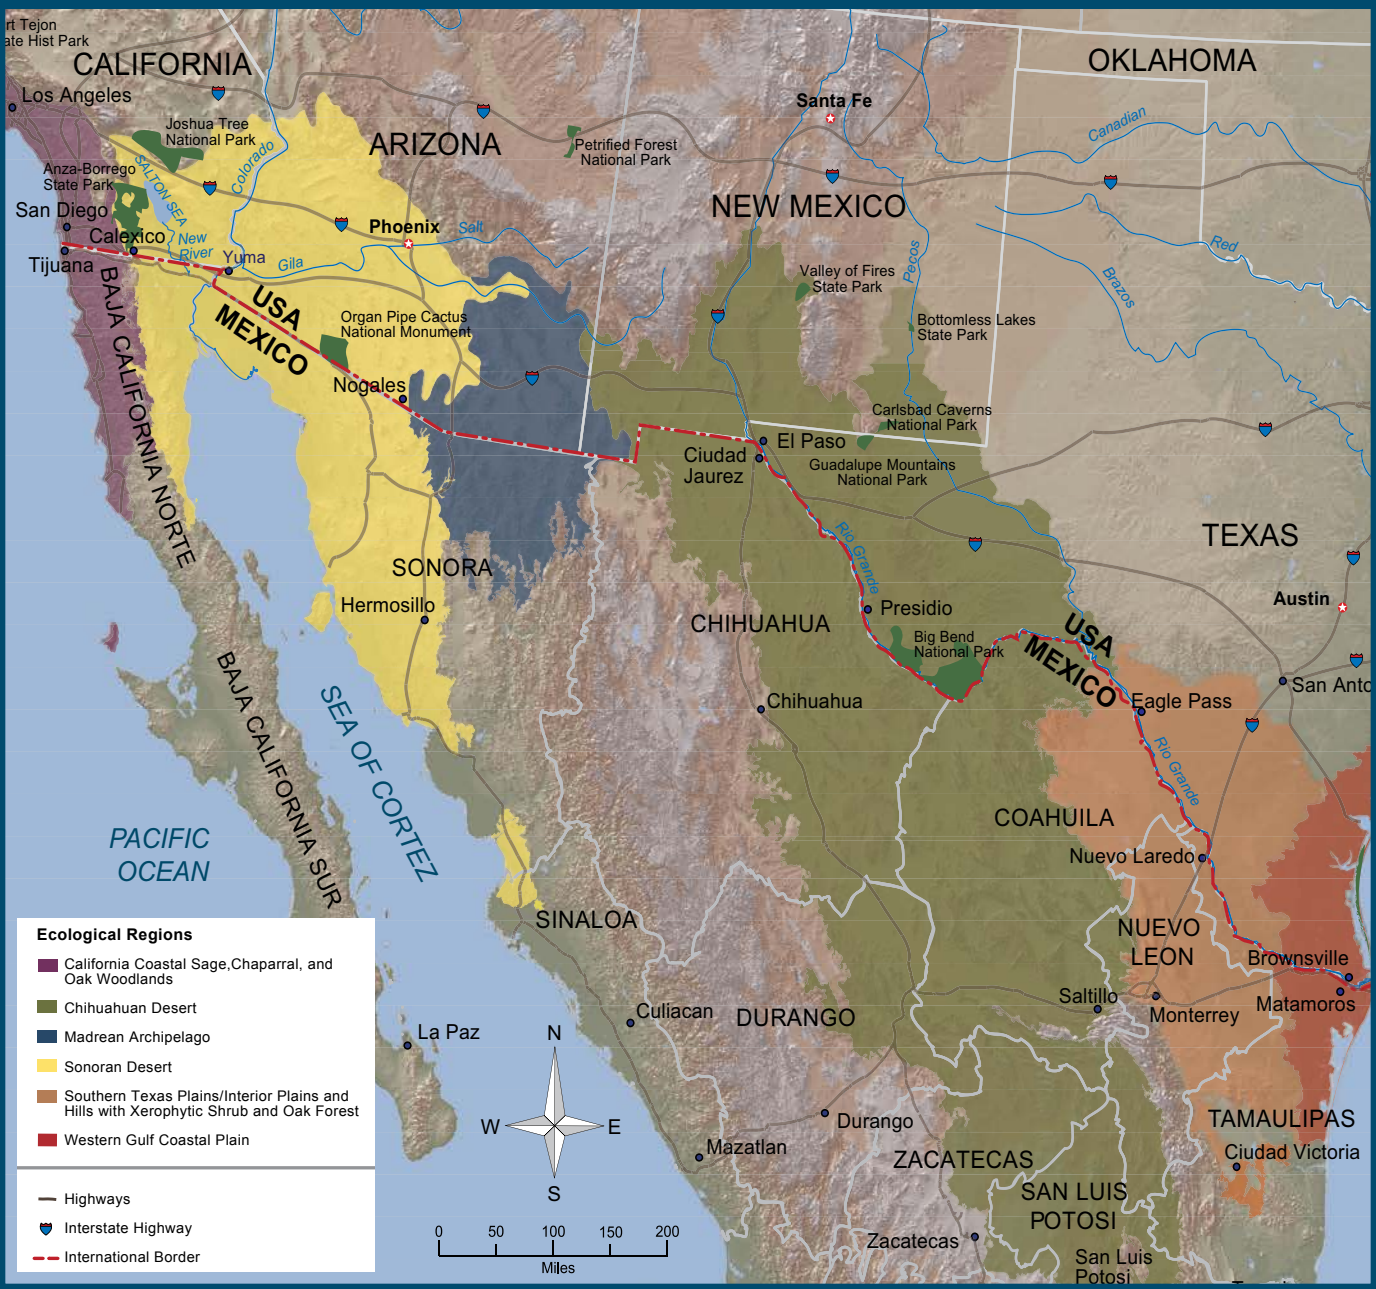 rt Tejon
ate Hist Park
CALIFORNIA
Los Angeles
Joshua Tree
National Park
Anza-Borrego
State Park
SALTON SEA
Colorado
San Diego
Calexico
New
River
Yuma
Tijuana
Gila
ARIZONA
Phoenix
Salt
Petrified Forest
National Park
Santa Fe
NEW MEXICO
OKLAHOMA
Canadian
Red
Brazos
Pecos
Valley of Fires
State Park
Bottomless Lakes
State Park
USA
MEXICO
Organ Pipe Cactus
National Monument
Nogales
BAJA CALIFORNIA NORTE
Carlsbad Caverns
National Park
El Paso
Ciudad
Jaurez
Guadalupe Mountains
National Park
TEXAS
Austin
Rio Grande
SONORA
Hermosillo
CHIHUAHUA
Presidio
Big Bend
National Park
USA
MEXICO
San Anto
Eagle Pass
Chihuahua
Rio Grande
BAJA CALIFORNIA SUR
SEA OF CORTEZ
PACIFIC
OCEAN
COAHUILA
Nuevo Laredo
SINALOA
NUEVO
LEON
Brownsville
Matamoros
Saltillo
Monterrey
Culiacan
DURANGO
La Paz
Durango
Mazatlan
ZACATECAS
TAMAULIPAS
Ciudad Victoria
SAN LUIS
POTOSI
Zacatecas
San Luis
Potosi
Ecological Regions
California Coastal Sage,Chaparral, and
Oak Woodlands
Chihuahuan Desert
Madrean Archipelago
Sonoran Desert
Southern Texas Plains/Interior Plains and
Hills with Xerophytic Shrub and Oak Forest
Western Gulf Coastal Plain
Highways
Interstate Highway
International Border
N
W
E
S
0 50 100 150 200
Miles